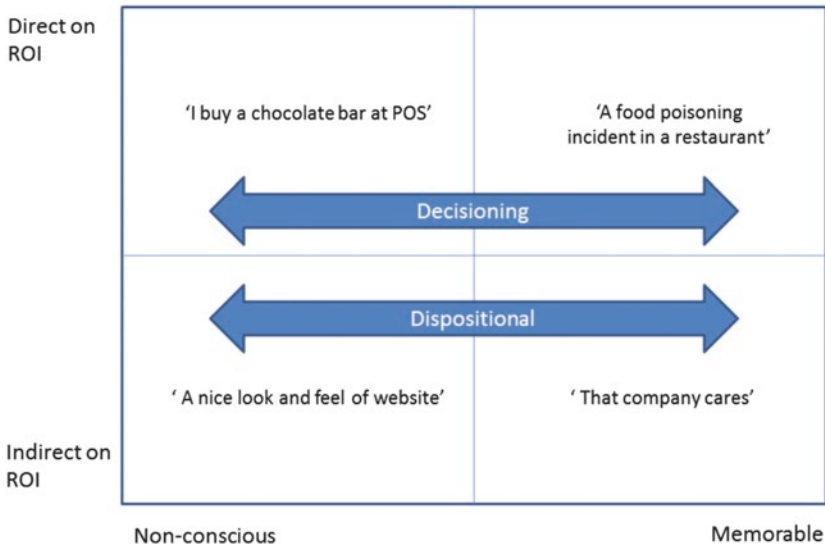 Direct on
ROI
‘I buy a chocolate bar at POS’
‘A food poisoning
incident in a restaurant’
Decisioning
Dispositional
‘ A nice look and feel of website’
‘ That company cares’
Indirect on
ROI
Non-conscious
Memorable